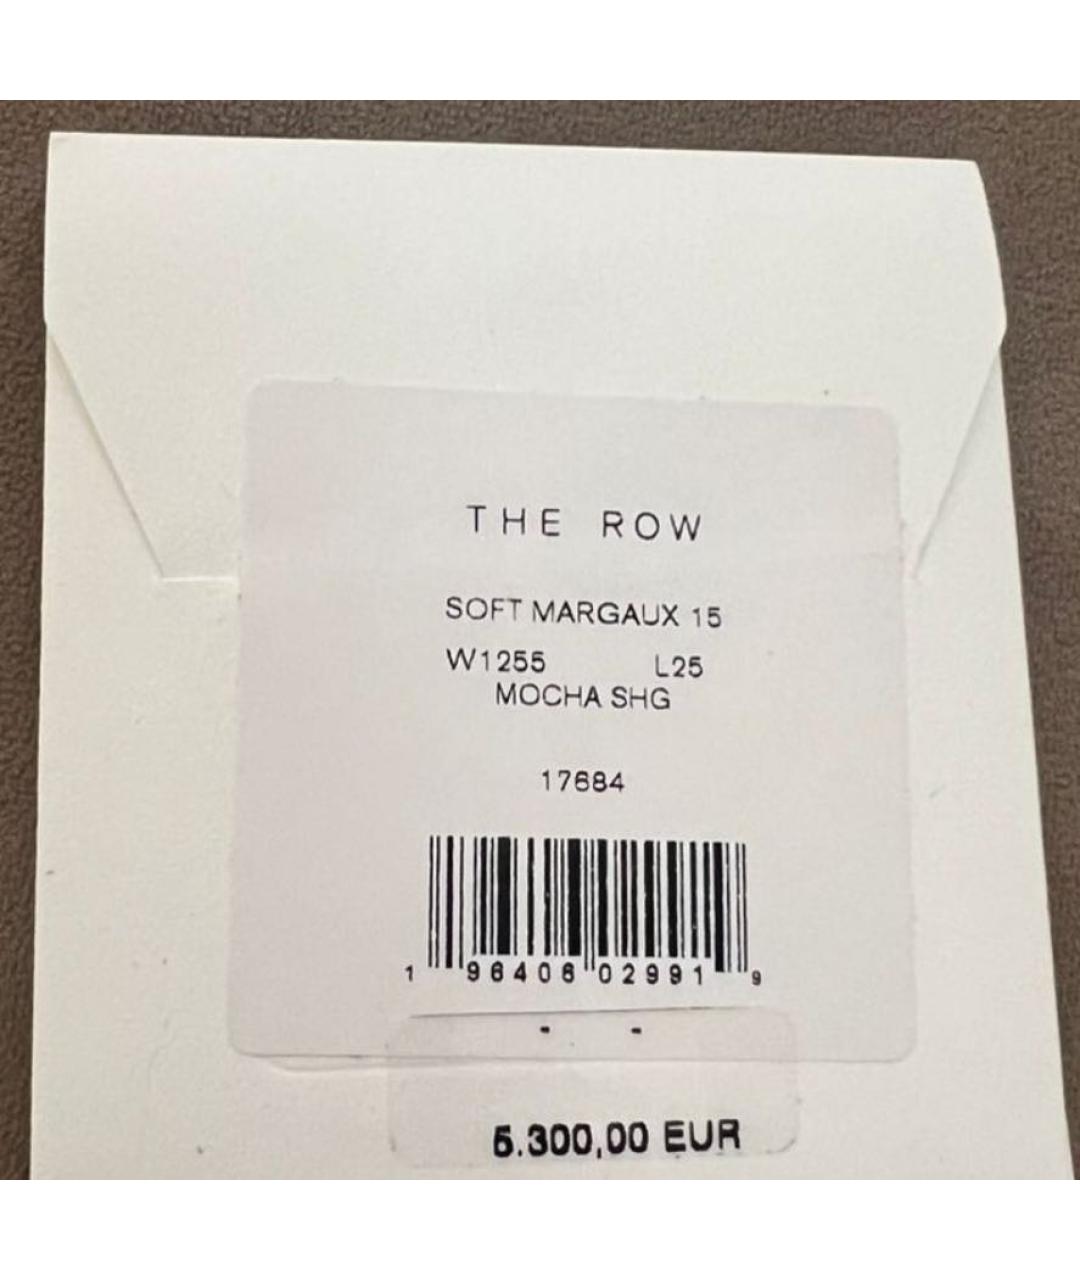 THE ROW
SOFT MARGAUX 15
W1255 L25
MOCHA SHG
17684
1 96406 02991 9
- -
5.300,00 EUR